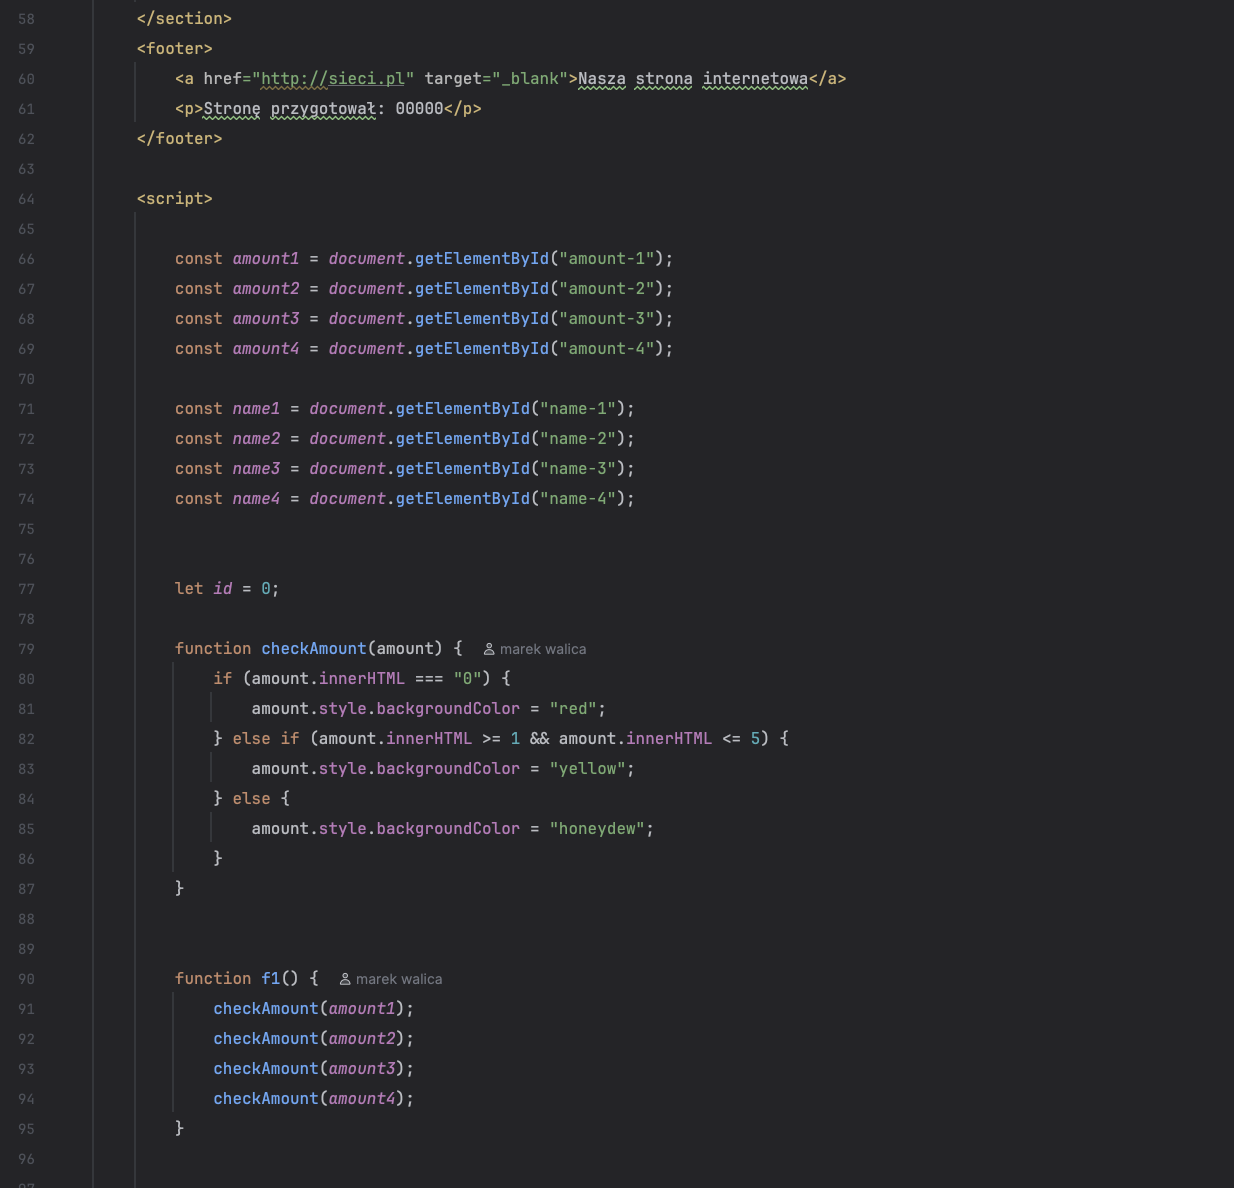 58 </section>
59 <footer>
60 <a href="http://sieci.pl" target="_blank">Nasza strona internetowa</a>
61 <p>Stronę przygotował: 00000</p>
62 </footer>
63
64 <script>
65
66 const amount1 = document.getElementById("amount-1");
67 const amount2 = document.getElementById("amount-2");
68 const amount3 = document.getElementById("amount-3");
69 const amount4 = document.getElementById("amount-4");
70
71 const name1 = document.getElementById("name-1");
72 const name2 = document.getElementById("name-2");
73 const name3 = document.getElementById("name-3");
74 const name4 = document.getElementById("name-4");
75
76
77 let id = 0;
78
79 function checkAmount(amount) { marek walica
80 if (amount.innerHTML === "0") {
81 amount.style.backgroundColor = "red";
82 } else if (amount.innerHTML >= 1 && amount.innerHTML <= 5) {
83 amount.style.backgroundColor = "yellow";
84 } else {
85 amount.style.backgroundColor = "honeydew";
86 }
87 }
88
89
90 function f1() { marek walica
91 checkAmount(amount1);
92 checkAmount(amount2);
93 checkAmount(amount3);
94 checkAmount(amount4);
95 }
96